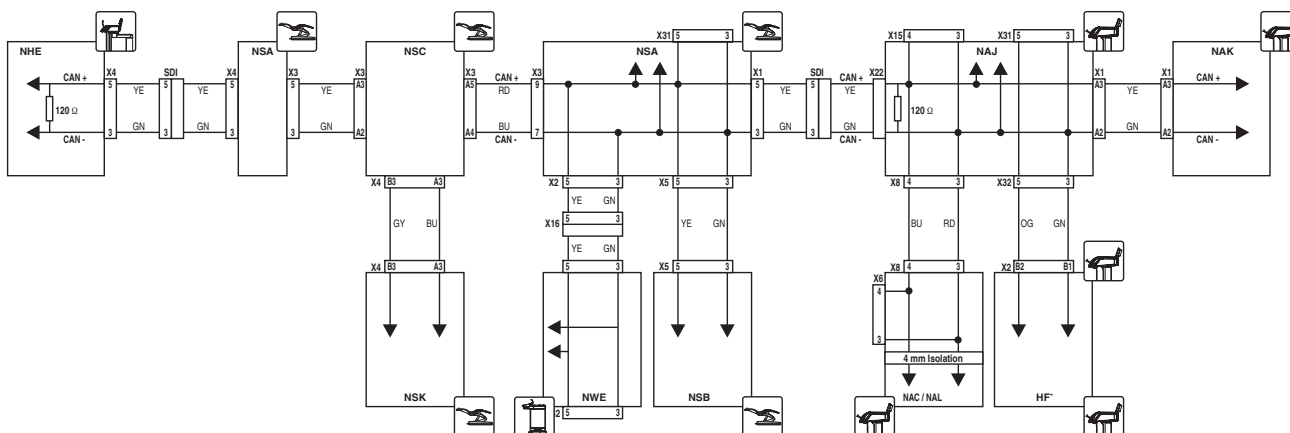 X31 5 3
X15 4 3
X31 5 3
NHE
NSA
NSC
NSA
NAJ
NAK
CAN + X4 SDI X4 X3 X3 X3 CAN + X3 X1 SDI CAN + X22 X1 X1 CAN +
5 YE 5 YE 5 5 YE A3 A5 RD 9 5 YE 5 YE 5 A3 YE A3
120 Ω
120 Ω
3 GN 3 GN 3 3 GN A2 A4 BU 7 3 GN 3 GN 3 A2 GN A2
CAN - CAN - CAN - CAN -
X4 B3 A3
X2 5 3
X5 5 3
X8 4 3
X32 5 3
YE GN
X16 5 3
GY BU
YE GN
YE GN
BU RD
OG GN
X4 B3 A3
5 3
X5 5 3
X8 4 3
X2 B2 B1
X6
4
3
4 mm Isolation
NSK
NWE
NSB
NAC / NAL
HF*
2 5 3